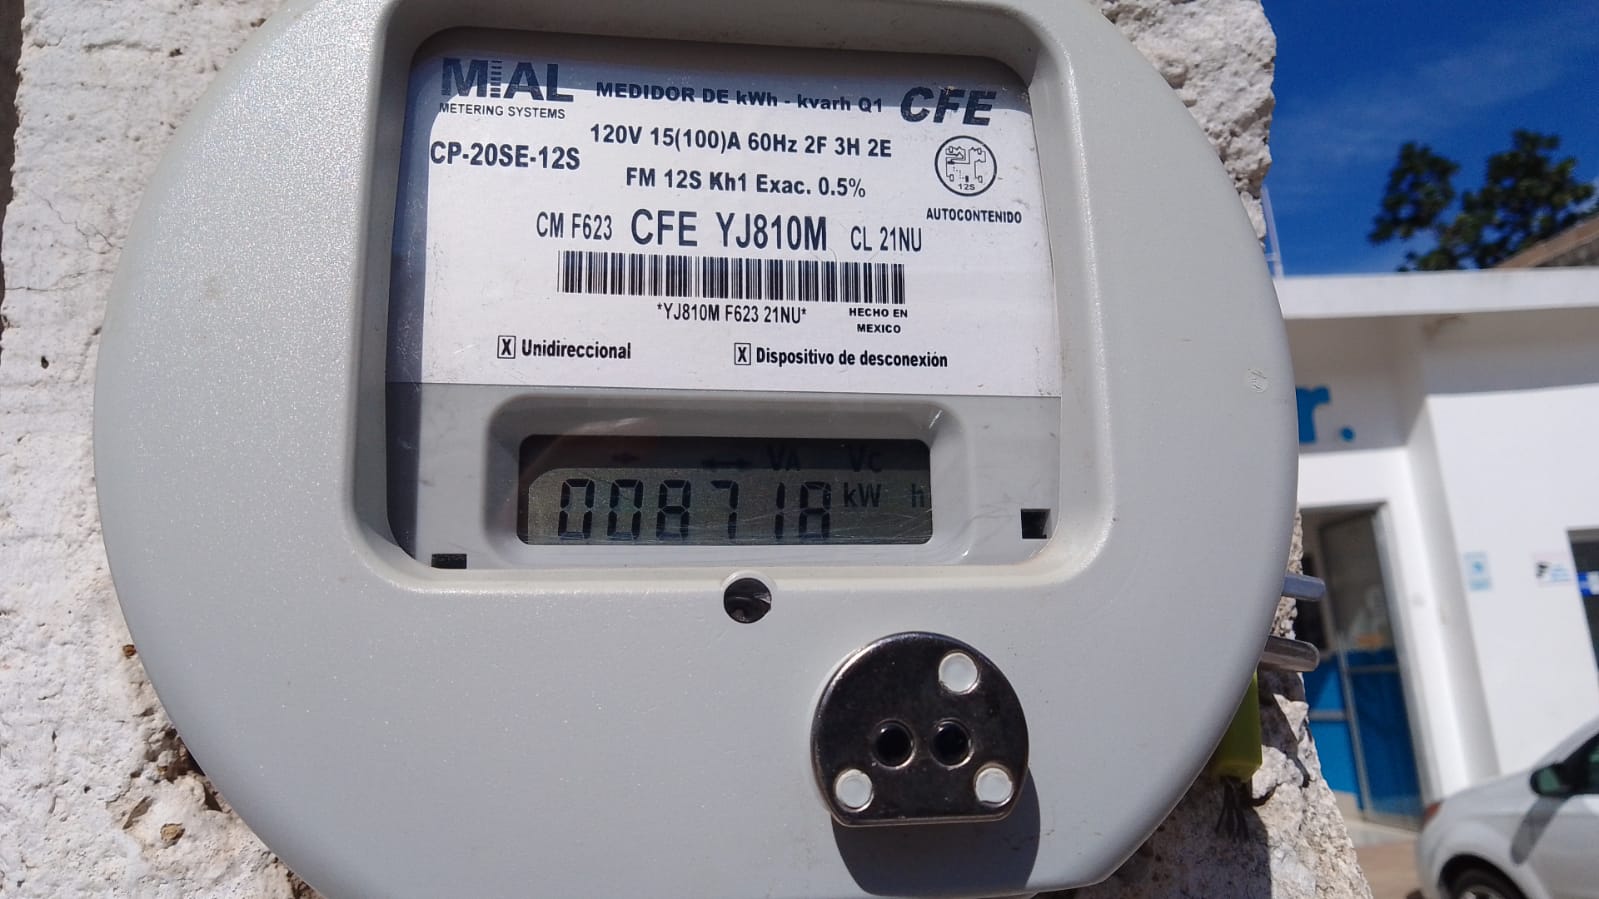 MIAL
METERING SYSTEMS
MEDIDOR DE kWh - kvarh Q1
CFE
120V 15(100)A 60Hz 2F 3H 2E
CP-20SE-12S
FM 12S Kh1 Exac. 0.5%
12S
AUTOCONTENIDO
CM F623 CFE YJ810M CL 21NU
*YJ810M F623 21NU*
HECHO EN
MEXICO
X Unidireccional
X Dispositivo de desconexión
VA VC
008718 kW h
r.